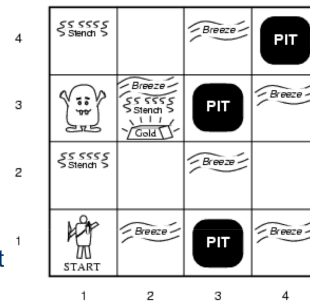 4
Stench
Breeze
PIT
3
Breeze
Stench
Gold
PIT
Breeze
2
Stench
Breeze
t
1
START
Breeze
PIT
Breeze
1 2 3 4